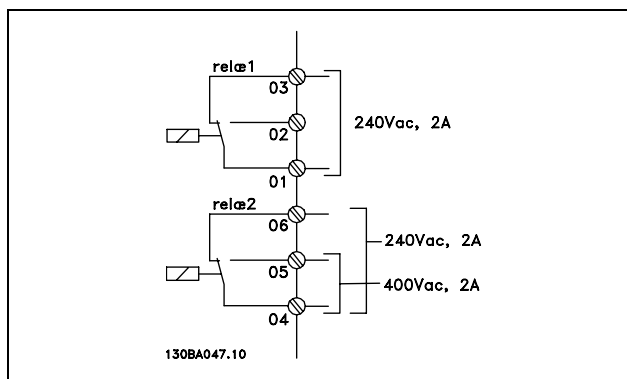 relæ1
03
02
240Vac, 2A
01
relæ2
06
240Vac, 2A
05
400Vac, 2A
04
130BA047.10